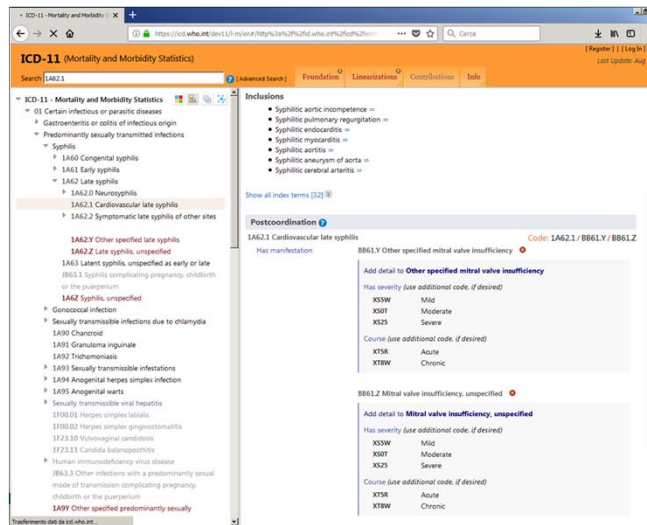 ICD-11 - Mortality and Morbidity S
https://icd.who.int/dev11/l-m/en#/http%3a%2f%2fid.who.int%2ficd%2fent
Cerca
ICD-11 (Mortality and Morbidity Statistics)
[ Register ] | [ Log In ]
Last Update: Aug
Search 1A62.1
[ Advanced Search ]
Foundation
Linearizations
Contributions
Info
ICD-11 - Mortality and Morbidity Statistics
01 Certain infectious or parasitic diseases
Gastroenteritis or colitis of infectious origin
Predominantly sexually transmitted infections
Syphilis
1A60 Congenital syphilis
1A61 Early syphilis
1A62 Late syphilis
1A62.0 Neurosyphilis
1A62.1 Cardiovascular late syphilis
1A62.2 Symptomatic late syphilis of other sites
1A62.Y Other specified late syphilis
1A62.Z Late syphilis, unspecified
1A63 Latent syphilis, unspecified as early or late
JB63.1 Syphilis complicating pregnancy, childbirth
or the puerperium
1A6Z Syphilis, unspecified
Gonococcal infection
Sexually transmissible infections due to chlamydia
1A90 Chancroid
1A91 Granuloma inguinale
1A92 Trichomoniasis
1A93 Sexually transmissible infestations
1A94 Anogenital herpes simplex infection
1A95 Anogenital warts
Sexually transmissible viral hepatitis
1F00.01 Herpes simplex labialis
1F00.02 Herpes simplex gingivostomatitis
1F23.10 Vulvovaginal candidosis
1F23.11 Candida balanoposthitis
Human immunodeficiency virus disease
JB63.3 Other infections with a predominantly sexual
mode of transmission complicating pregnancy,
childbirth or the puerperium
1A9Y Other specified predominantly sexually
Trasferimento dati da icd.who.int...
Inclusions
Syphilitic aortic incompetence
Syphilitic pulmonary regurgitation
Syphilitic endocarditis
Syphilitic myocarditis
Syphilitic aortitis
Syphilitic aneurysm of aorta
Syphilitic cerebral arteritis
Show all index terms [32]
Postcoordination
1A62.1 Cardiovascular late syphilis
Code: 1A62.1 / BB61.Y / BB61.Z
Has manifestation
BB61.Y Other specified mitral valve insufficiency
Add detail to Other specified mitral valve insufficiency
Has severity (use additional code, if desired)
XS5W Mild
XS0T Moderate
XS25 Severe
Course (use additional code, if desired)
XT5R Acute
XT8W Chronic
BB61.Z Mitral valve insufficiency, unspecified
Add detail to Mitral valve insufficiency, unspecified
Has severity (use additional code, if desired)
XS5W Mild
XS0T Moderate
XS25 Severe
Course (use additional code, if desired)
XT5R Acute
XT8W Chronic